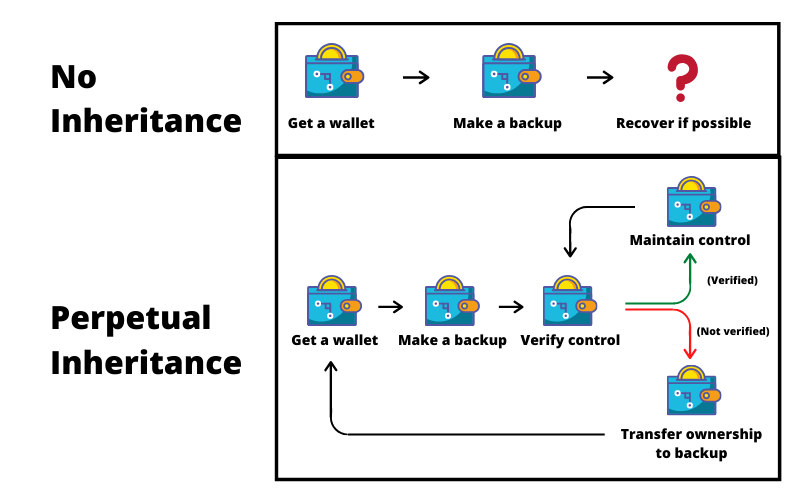 No
Inheritance
Get a wallet
Make a backup
Recover if possible
Perpetual
Inheritance
Maintain control
(Verified)
Get a wallet
Make a backup
Verify control
(Not verified)
Transfer ownership
to backup